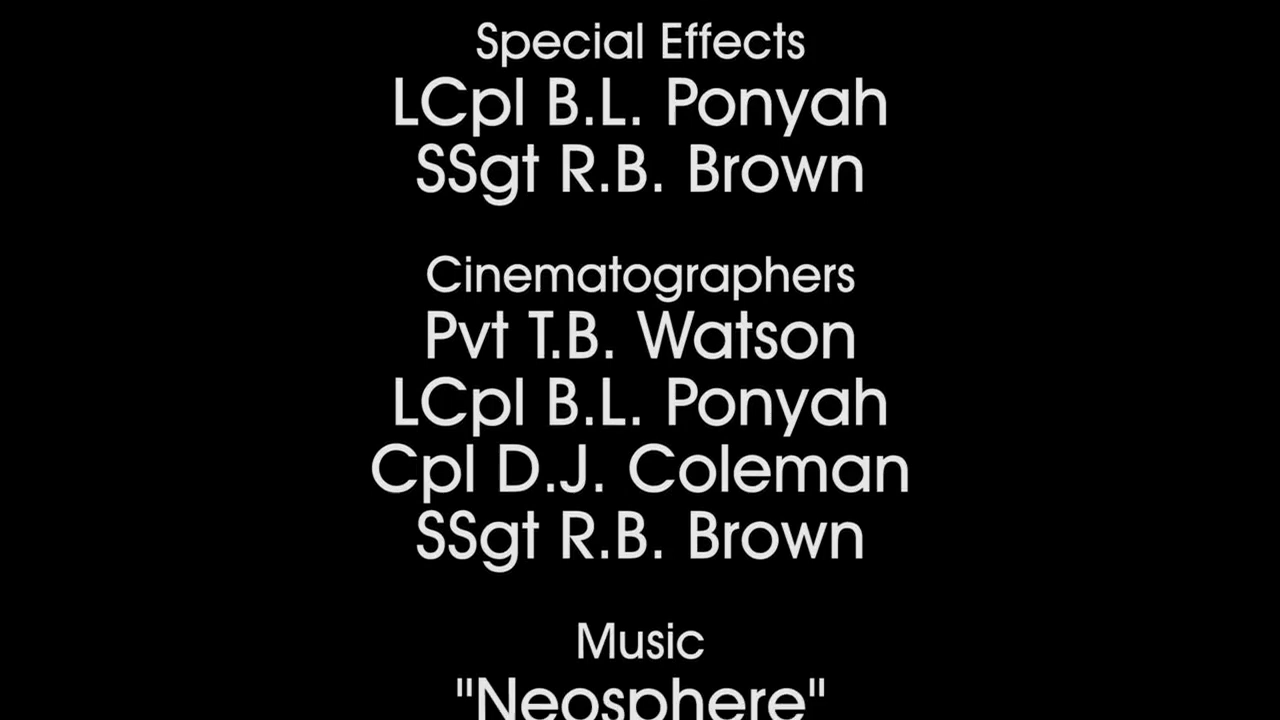 Special Effects
LCpl B.L. Ponyah
SSgt R.B. Brown
Cinematographers
Pvt T.B. Watson
LCpl B.L. Ponyah
Cpl D.J. Coleman
SSgt R.B. Brown
Music
"Neosphere"